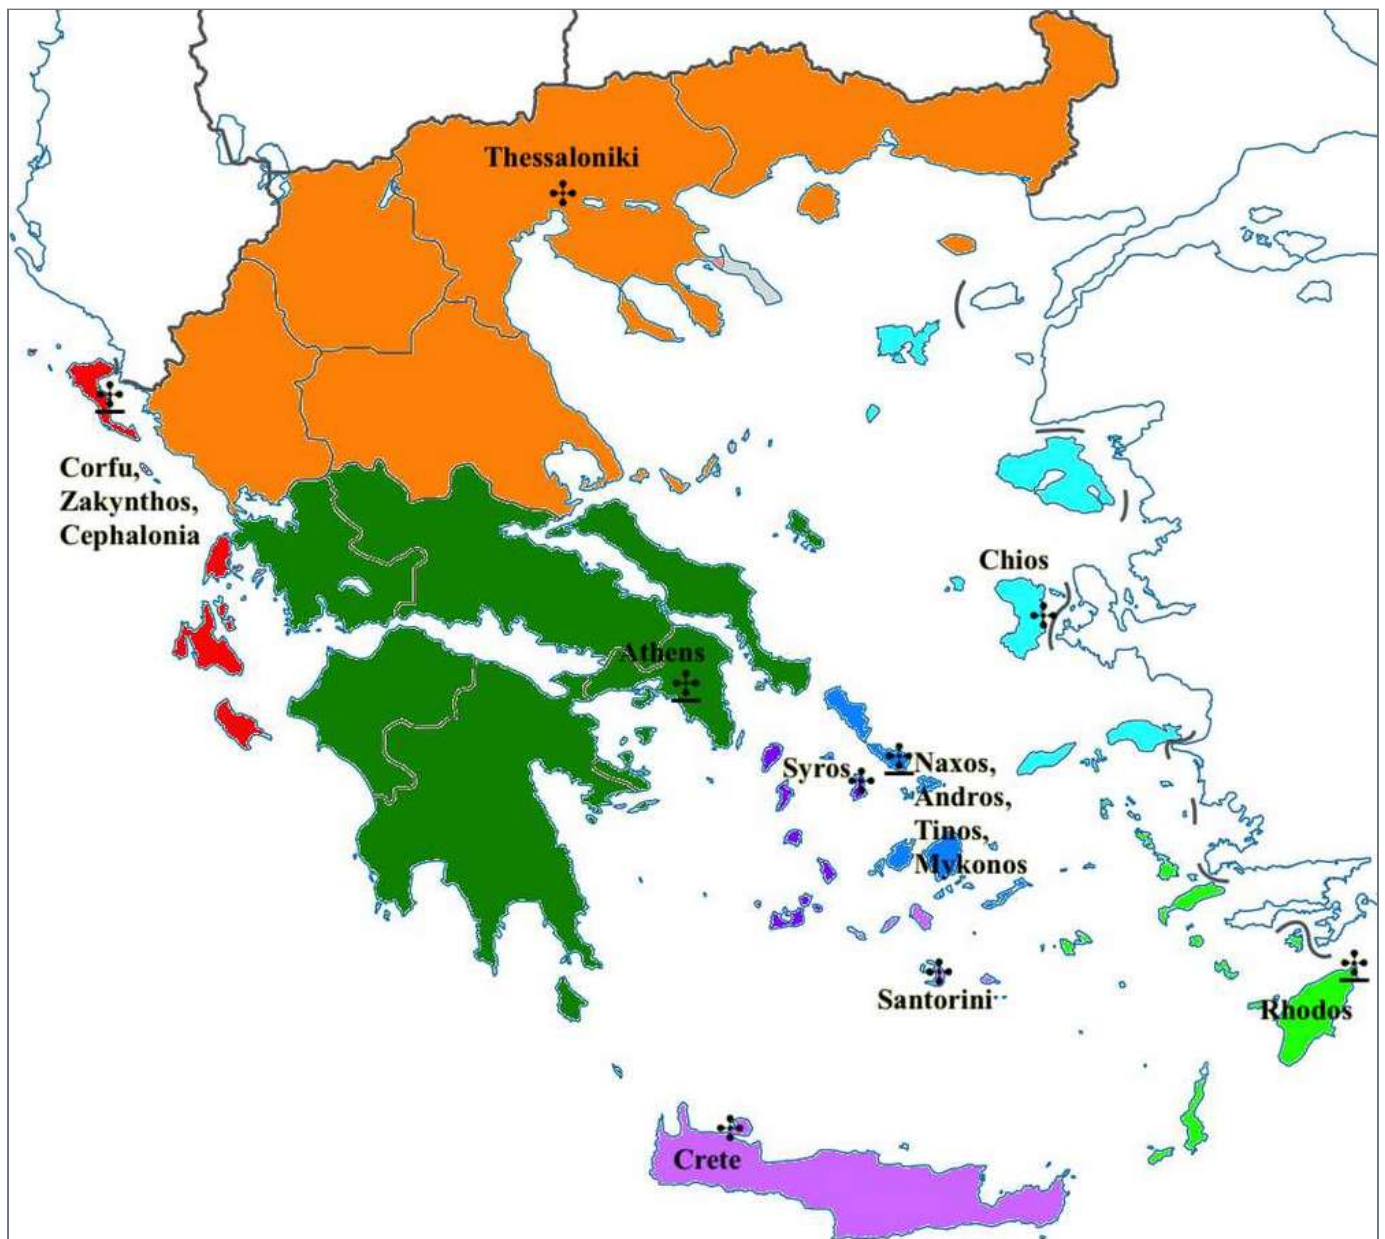 Thessaloniki
Corfu,
Zakynthos,
Cephalonia
Chios
Athens
Syros
Naxos,
Andros,
Tinos,
Mykonos
Santorini
Rhodos
Crete